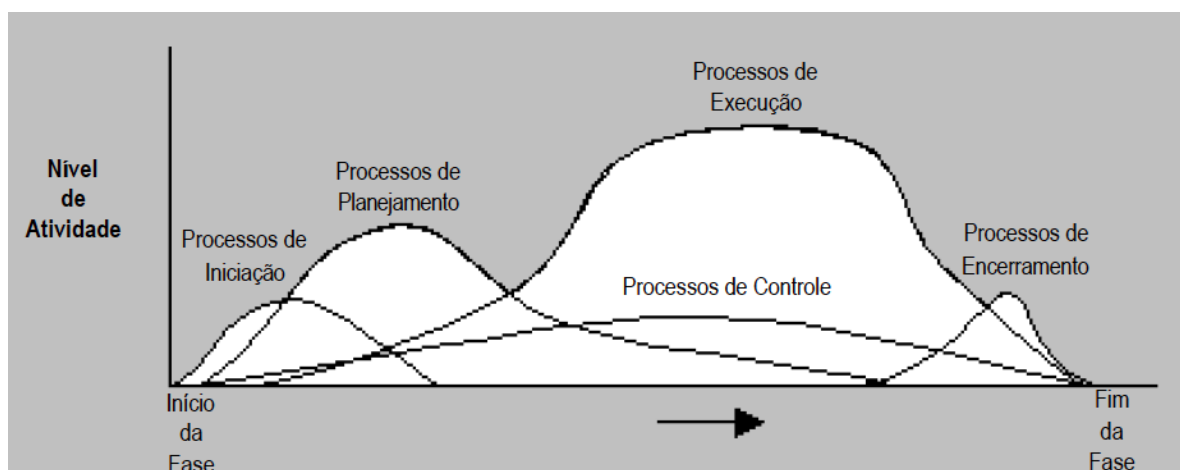 Processos de
Execução
Nível
de
Atividade
Processos de
Planejamento
Processos de
Iniciação
Processos de
Encerramento
Processos de Controle
Início
da
Fase
Fim
da
Fase